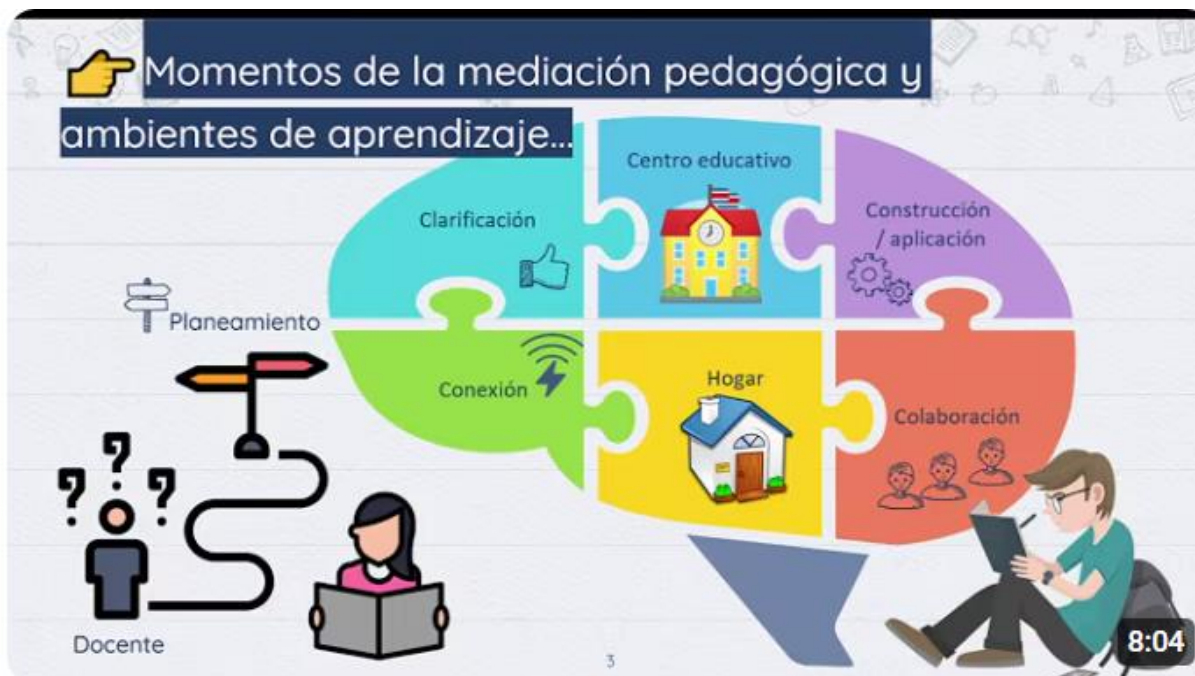 Momentos de la mediación pedagógica y
ambientes de aprendizaje...
Clarificación
Centro educativo
Construcción
/ aplicación
Planeamiento
Conexión
Hogar
Colaboración
? ? ?
Docente
3
8:04